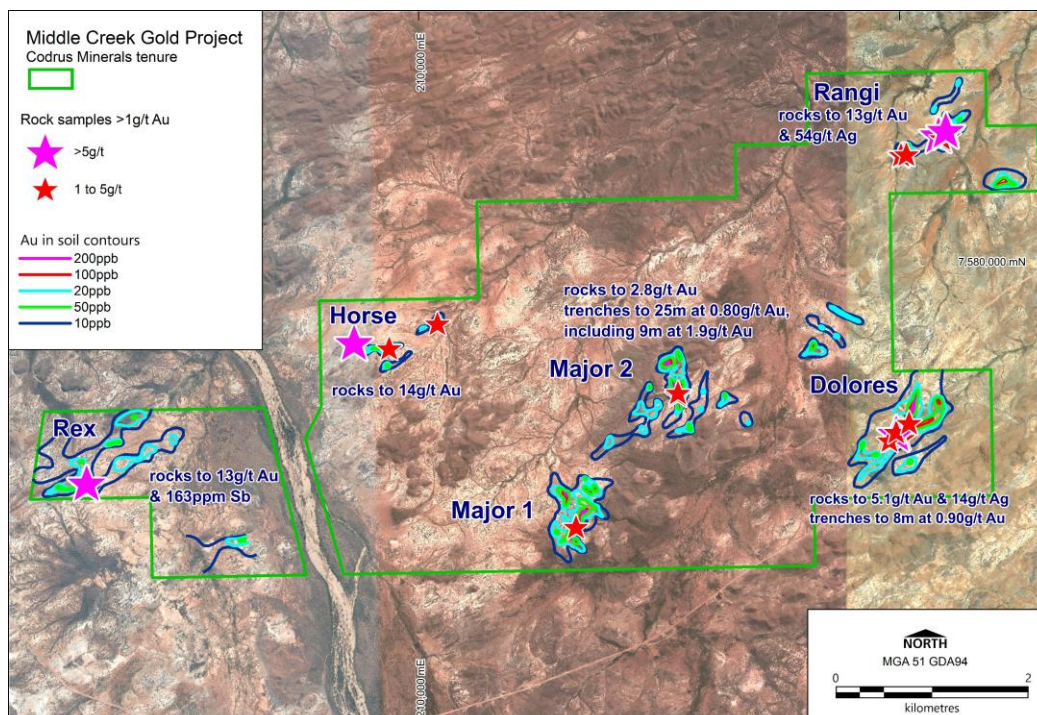 Middle Creek Gold Project
Codrus Minerals tenure
Rock samples >1g/t Au
>5g/t
1 to 5g/t
Au in soil contours
200ppb
100ppb
20ppb
50ppb
10ppb
210,000 mE
Rangi
rocks to 13g/t Au
& 54g/t Ag
7,580,000 mN
rocks to 2.8g/t Au
trenches to 25m at 0.80g/t Au,
including 9m at 1.9g/t Au
Horse
rocks to 14g/t Au
Major 2
Dolores
rocks to 5.1g/t Au & 14g/t Ag
trenches to 8m at 0.90g/t Au
Rex
rocks to 13g/t Au
& 163ppm Sb
Major 1
210,000 mE
NORTH
MGA 51 GDA94
0
2
kilometres